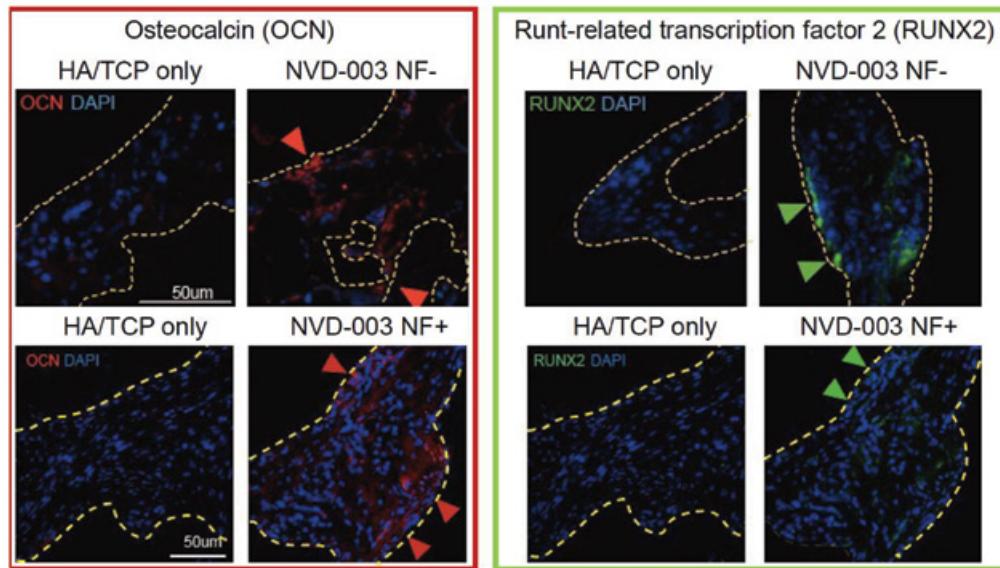 Osteocalcin (OCN)
HA/TCP only
NVD-003 NF-
OCN DAPI
50um
HA/TCP only
NVD-003 NF+
OCN DAPI
50um
Runt-related transcription factor 2 (RUNX2)
HA/TCP only
NVD-003 NF-
RUNX2 DAPI
HA/TCP only
NVD-003 NF+
RUNX2 DAPI